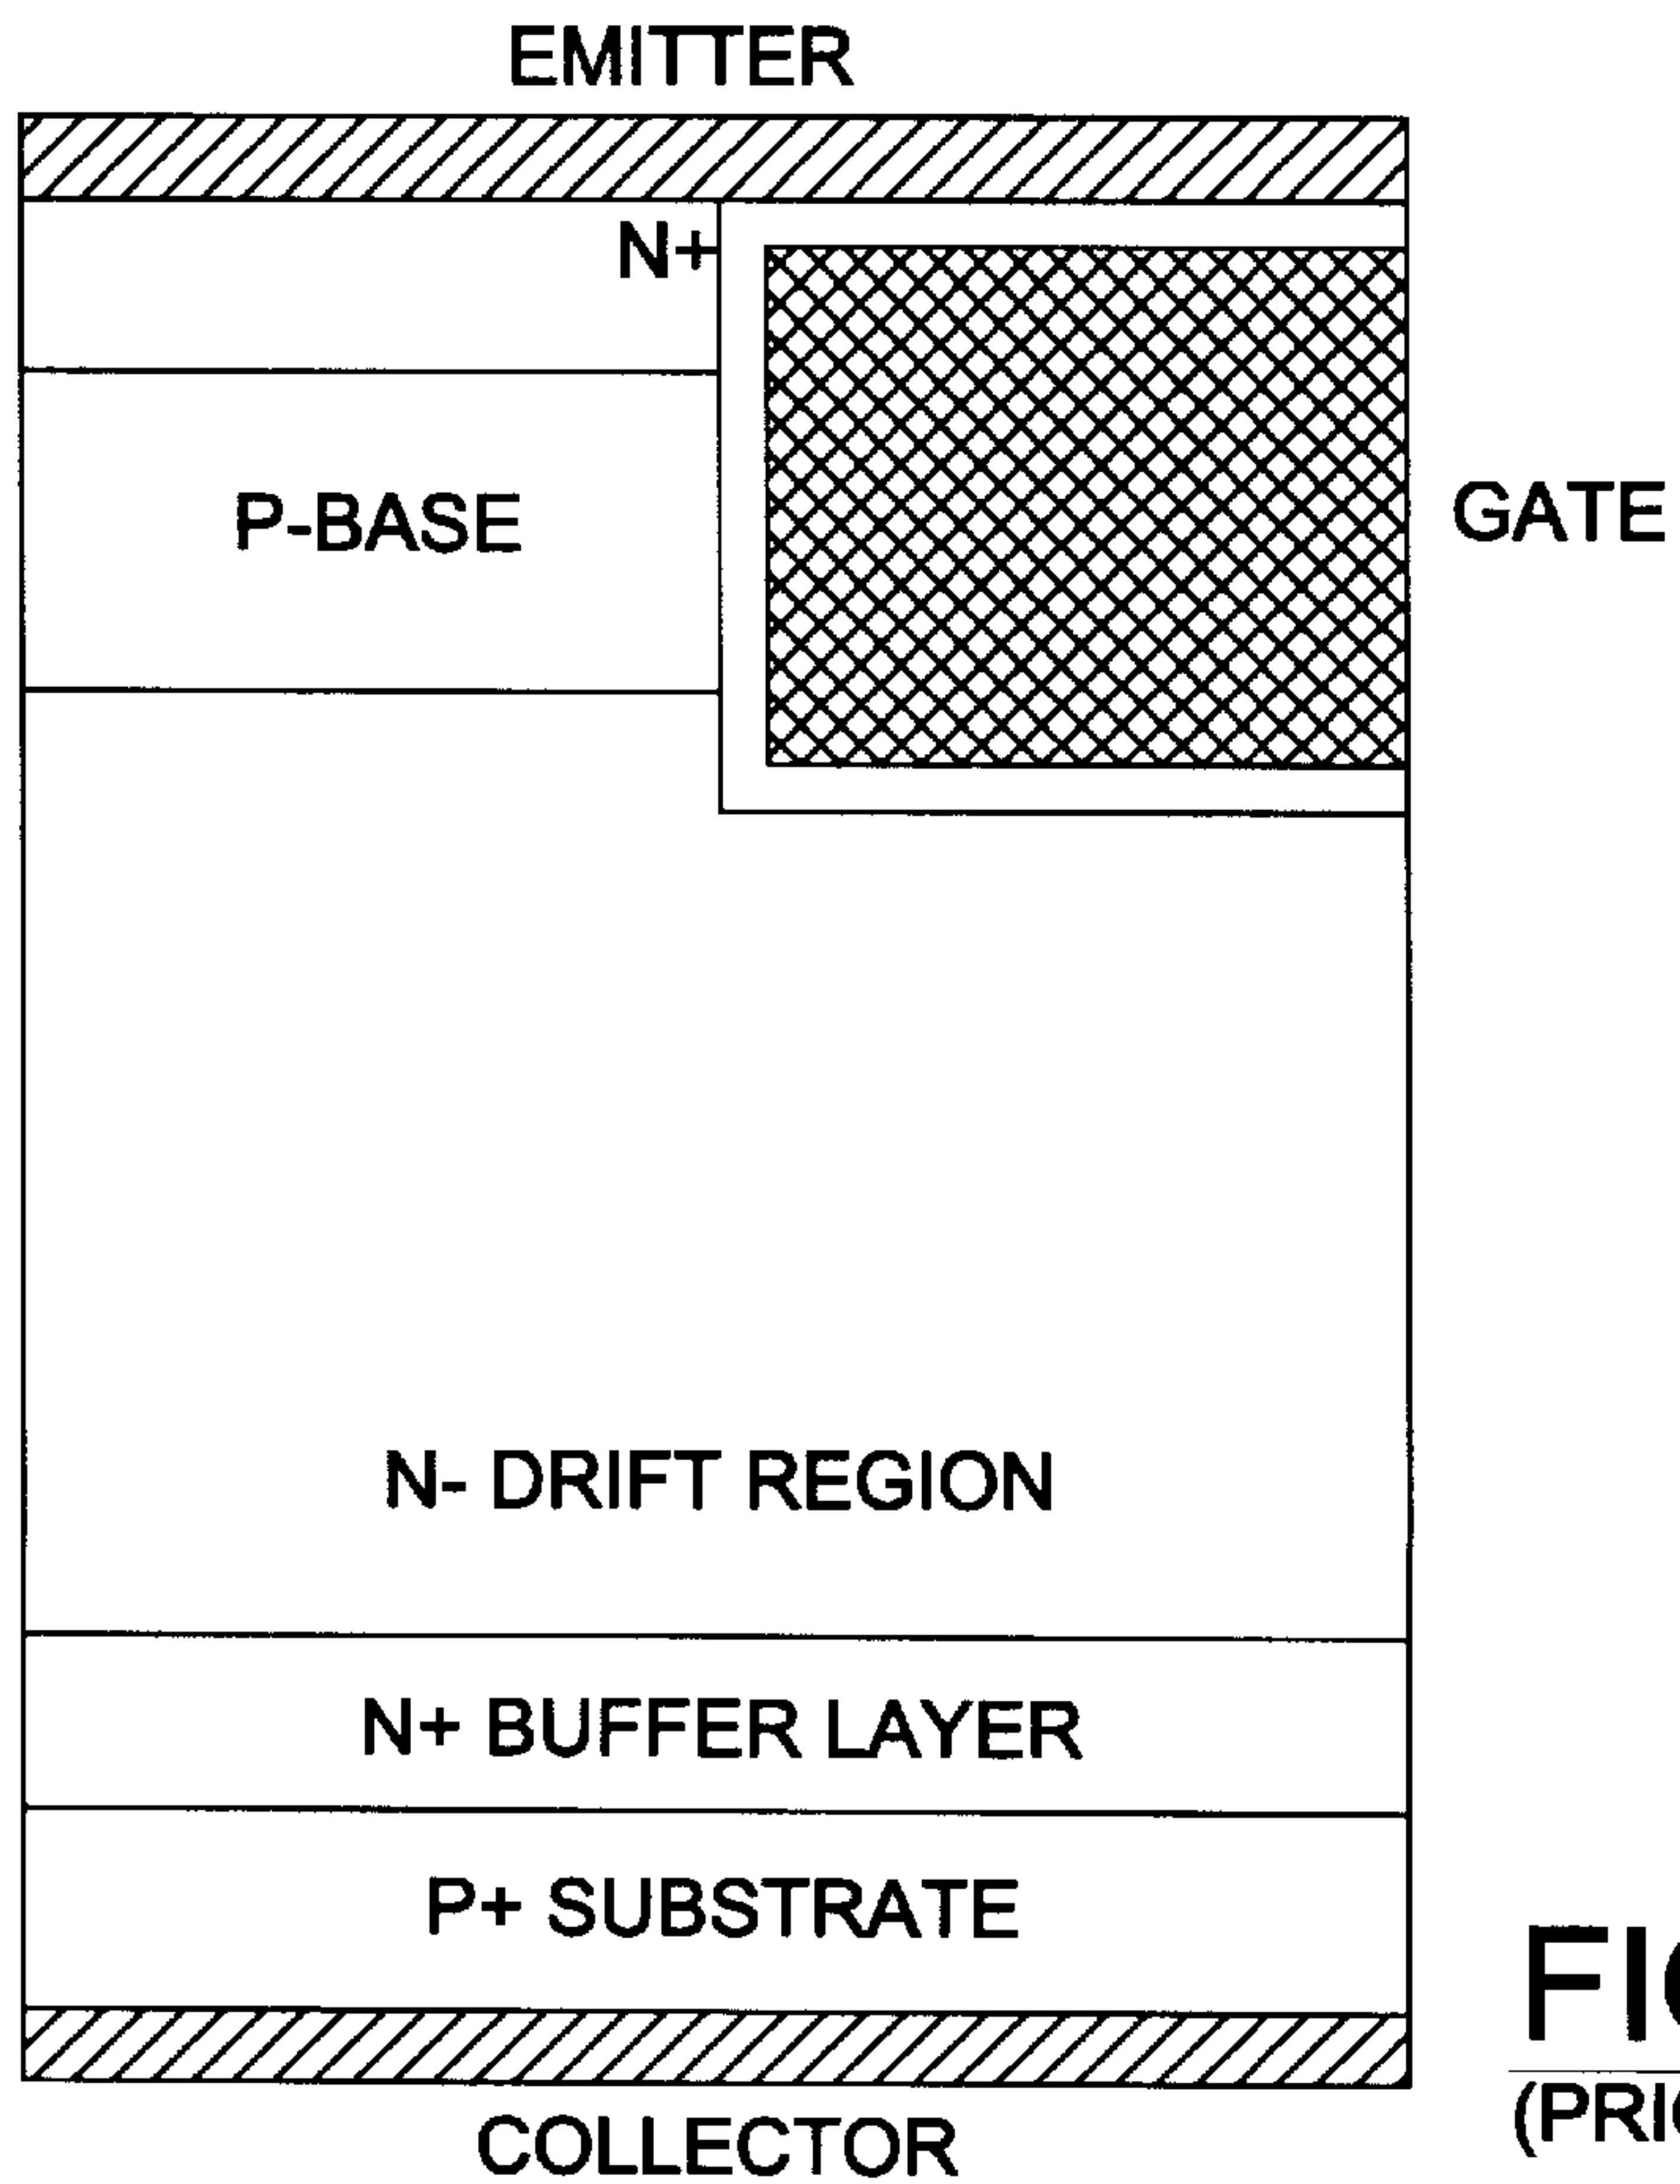 EMITTER
N+
P-BASE
GATE
N- DRIFT REGION
N+ BUFFER LAYER
P+ SUBSTRATE
COLLECTOR